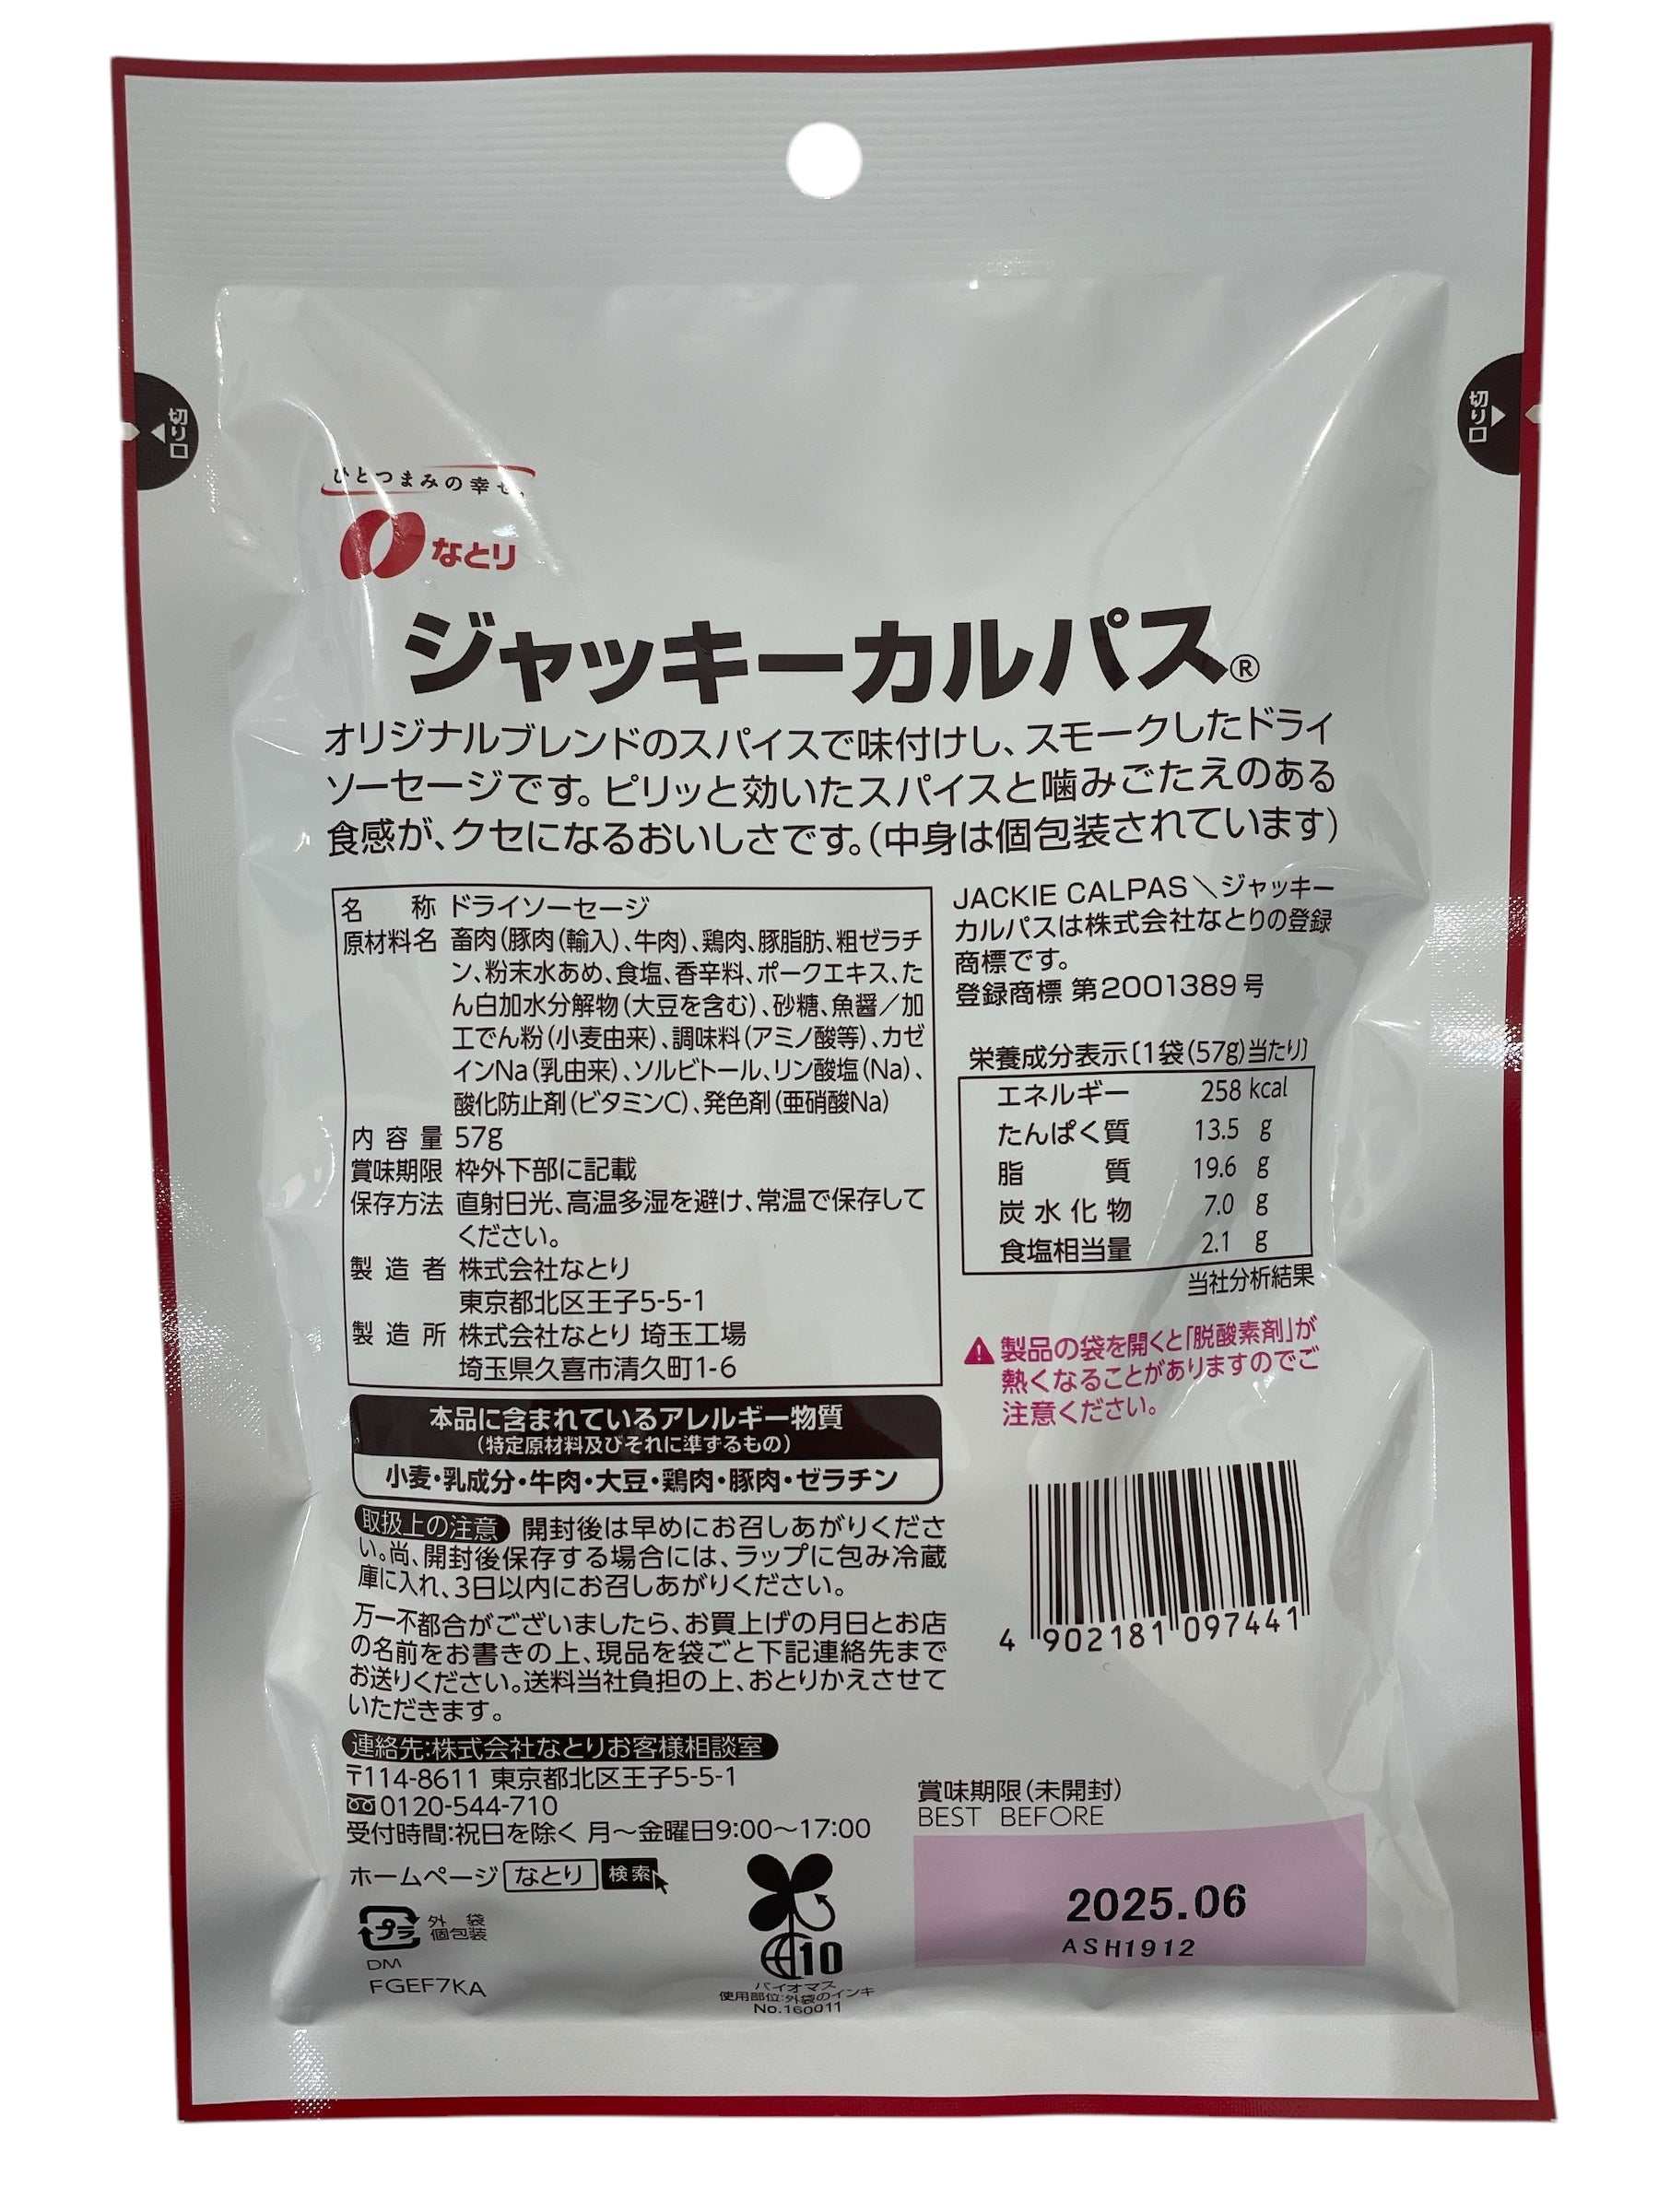 切り口
切り口
ひとつまみの幸せ。
なとり
ジャッキーカルパス®
オリジナルブレンドのスパイスで味付けし、スモークしたドライ
ソーセージです。ピリッと効いたスパイスと噛みごたえのある
食感が、クセになるおいしさです。(中身は個包装されています)
名 称 ドライソーセージ
原材料名 畜肉(豚肉(輸入)、牛肉)、鶏肉、豚脂肪、粗ゼラチ
ン、粉末水あめ、食塩、香辛料、ポークエキス、た
ん白加水分解物(大豆を含む)、砂糖、魚醤/加
工でん粉(小麦由来)、調味料(アミノ酸等)、カゼ
インNa(乳由来)、ソルビトール、リン酸塩(Na)、
酸化防止剤(ビタミンC)、発色剤(亜硝酸Na)
内容量 57g
賞味期限 枠外下部に記載
保存方法 直射日光、高温多湿を避け、常温で保存して
ください。
製造者 株式会社なとり
東京都北区王子5-5-1
製造所 株式会社なとり 埼玉工場
埼玉県久喜市清久町1-6
本品に含まれているアレルギー物質
(特定原材料及びそれに準ずるもの)
小麦・乳成分・牛肉・大豆・鶏肉・豚肉・ゼラチン
取扱上の注意 開封後は早めにお召しあがりくださ
い。尚、開封後保存する場合には、ラップに包み冷蔵
庫に入れ、3日以内にお召しあがりください。
万一不都合がございましたら、お買上げの月日とお店
の名前をお書きの上、現品を袋ごと下記連絡先まで
お送りください。送料当社負担の上、おとりかえさせて
いただきます。
連絡先:株式会社なとりお客様相談室
〒114-8611 東京都北区王子5-5-1
0120-544-710
受付時間:祝日を除く 月〜金曜日9:00〜17:00
ホームページ なとり 検索
プラ 外袋
個包装
DM
FGEF7KA
10
バイオマス
使用部位:外袋のインキ
No.160011
JACKIE CALPAS\ジャッキー
カルパスは株式会社なとりの登録
商標です。
登録商標 第2001389号
栄養成分表示〔1袋(57g)当たり〕
エネルギー 258 kcal
たんぱく質 13.5 g
脂質 19.6 g
炭水化物 7.0 g
食塩相当量 2.1 g
当社分析結果
製品の袋を開くと「脱酸素剤」が
熱くなることがありますのでご
注意ください。
4 902181 097441
賞味期限(未開封)
BEST BEFORE
2025.06
ASH1912